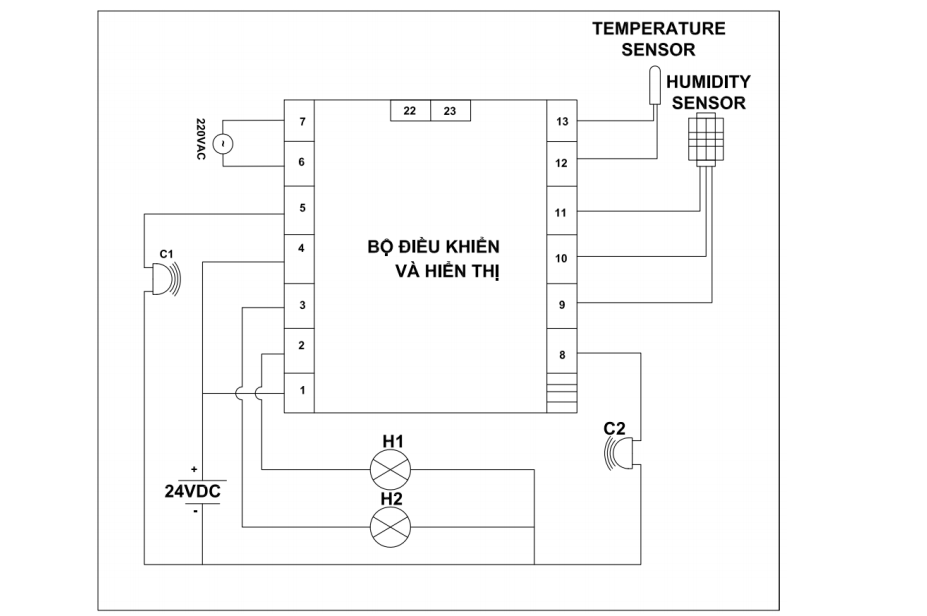 TEMPERATURE
SENSOR
HUMIDITY
SENSOR
22 23
7
13
220VAC
~
6
12
5
11
BỘ ĐIỀU KHIỂN
VÀ HIỂN THỊ
4
10
C1
3
9
2
8
1
C2
H1
+
24VDC
-
H2